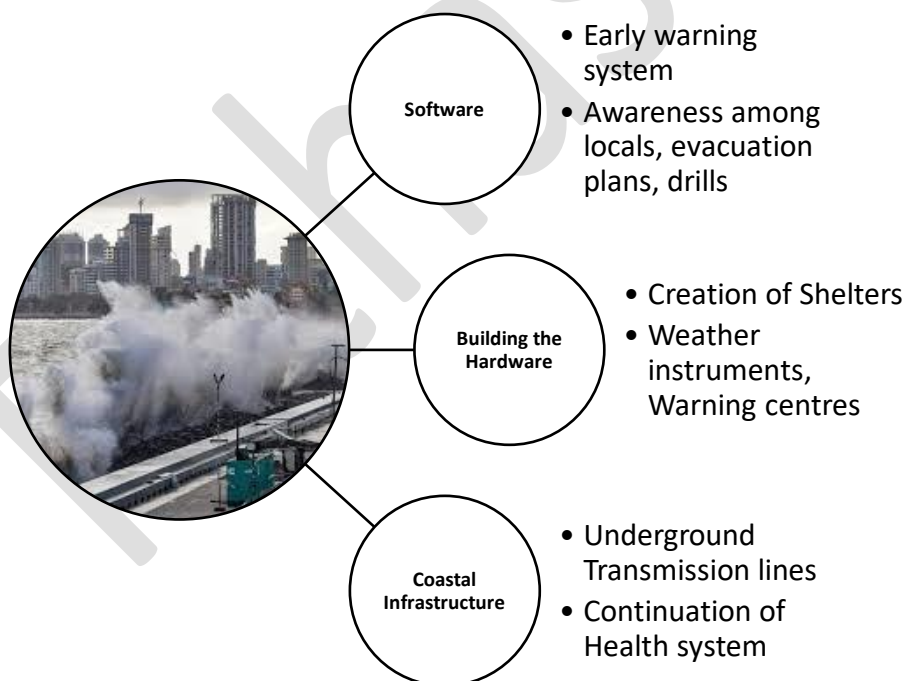 Software
• Early warning
system
• Awareness among
locals, evacuation
plans, drills
Building the
Hardware
• Creation of Shelters
• Weather
instruments,
Warning centres
Coastal
Infrastructure
• Underground
Transmission lines
• Continuation of
Health system